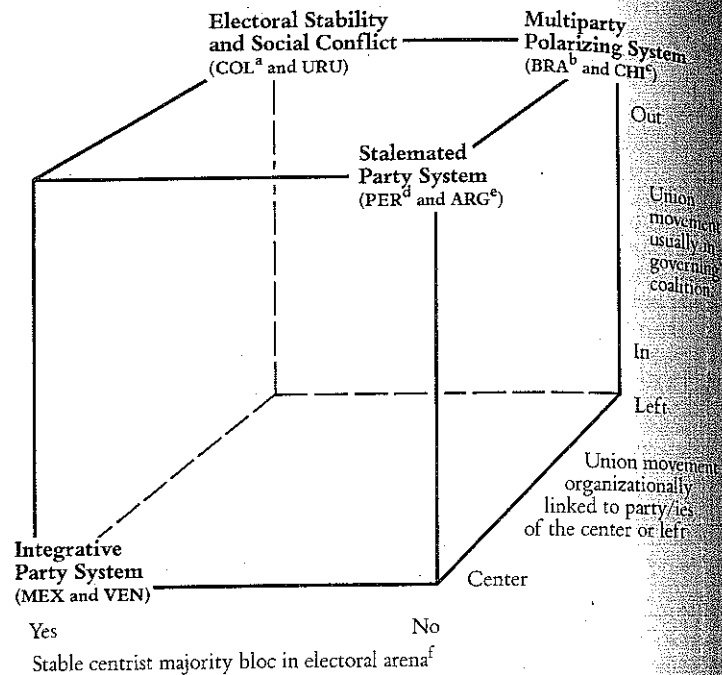 Electoral Stability
and Social Conflict
(COLᵃ and URU)
Multiparty
Polarizing System
(BRAᵇ and CHIᶜ)
Out
Stalemated
Party System
(PERᵈ and ARGᵉ)
Union
movement
usually in
governing
coalition
In
Left
Union movement
organizationally
linked to party/ies
of the center or left
Integrative
Party System
(MEX and VEN)
Center
Yes
No
Stable centrist majority bloc in electoral arenaᶠ